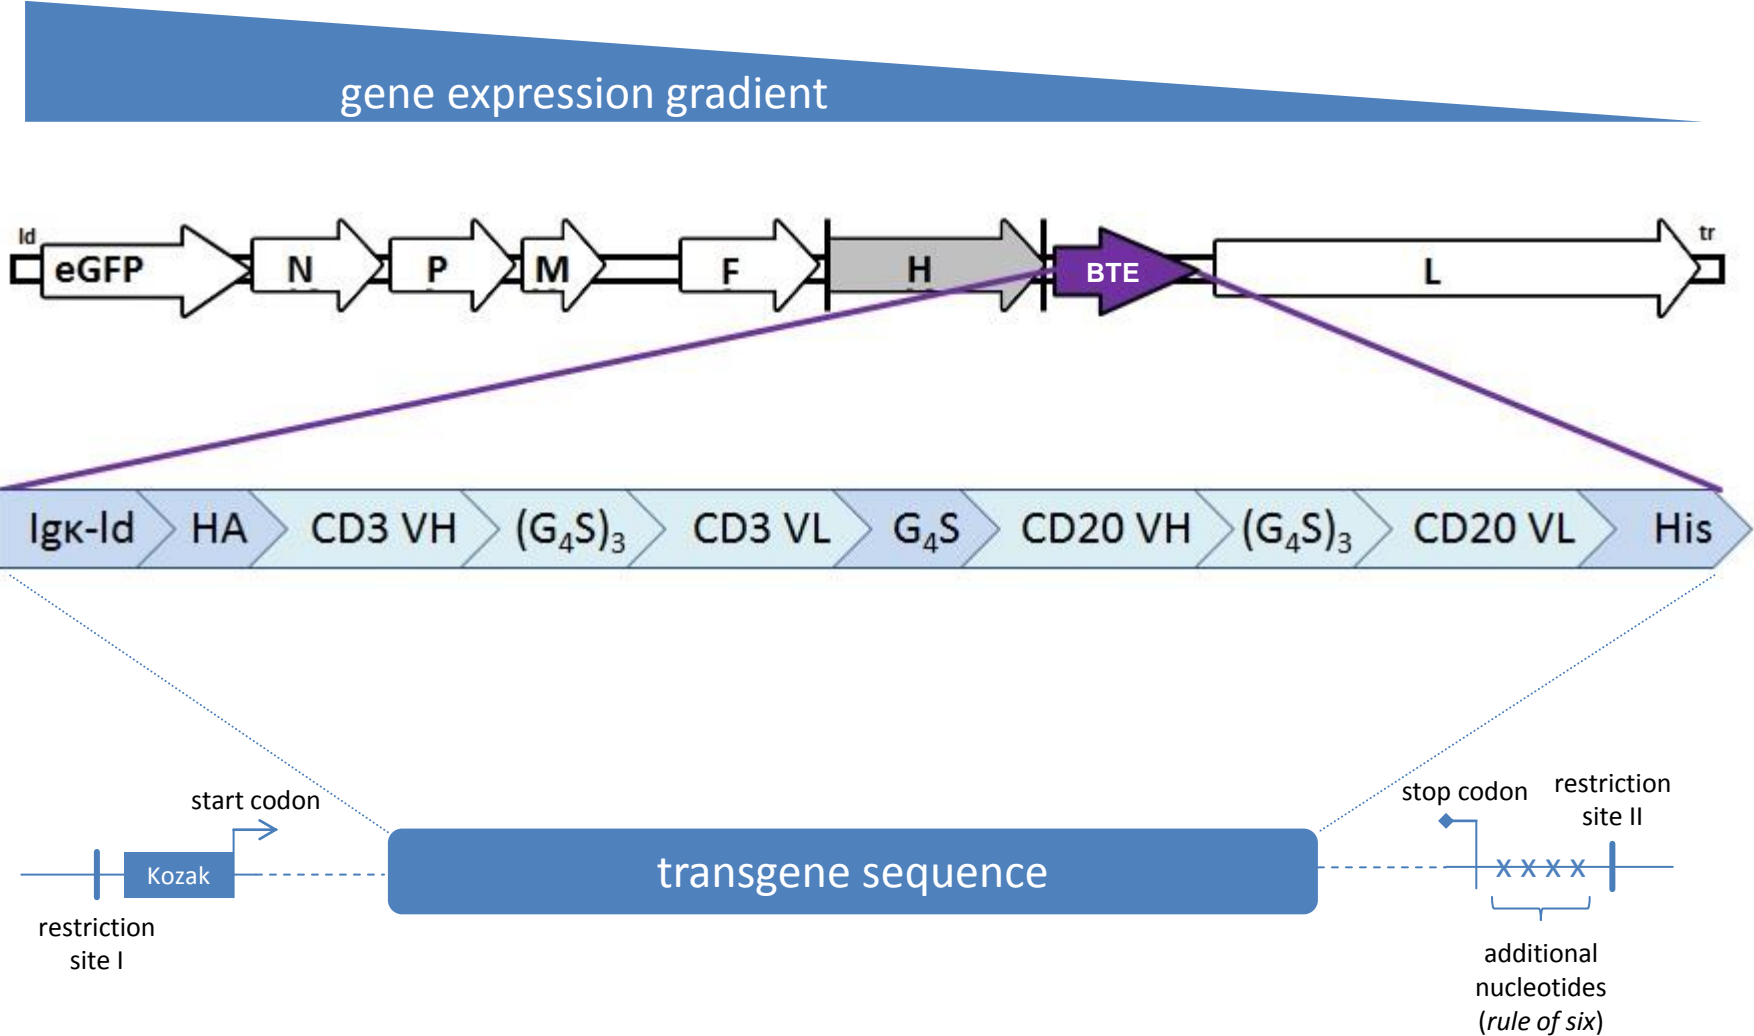 gene expression gradient
ld eGFP N P M F H BTE L tr
Igκ-ld HA CD3 VH (G₄S)₃ CD3 VL G₄S CD20 VH (G₄S)₃ CD20 VL His
start codon
stop codon
restriction
site II
Kozak
transgene sequence
x x x x
restriction
site I
additional
nucleotides
(rule of six)